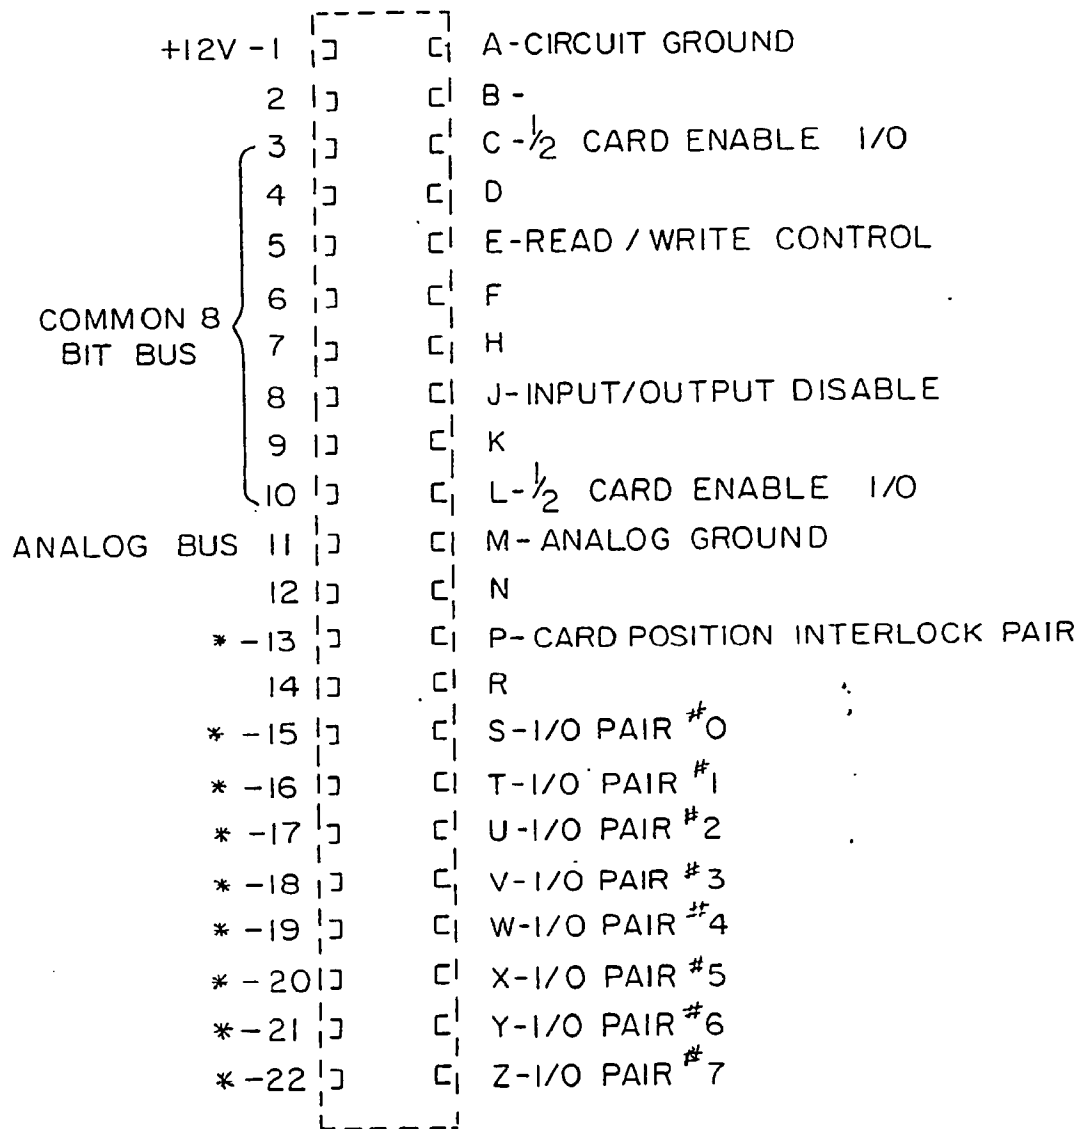 +12V -1 A-CIRCUIT GROUND
2 B -
3 C-½ CARD ENABLE I/O
4 D
5 E-READ / WRITE CONTROL
6 F
COMMON 8
BIT BUS
7 H
8 J-INPUT/OUTPUT DISABLE
9 K
10 L-½ CARD ENABLE I/O
ANALOG BUS 11 M-ANALOG GROUND
12 N
* -13 P-CARD POSITION INTERLOCK PAIR
14 R
* -15 S-I/O PAIR #0
* -16 T-I/O PAIR #1
* -17 U-I/O PAIR #2
* -18 V-I/O PAIR #3
* -19 W-I/O PAIR #4
* -20 X-I/O PAIR #5
* -21 Y-I/O PAIR #6
* -22 Z-I/O PAIR #7